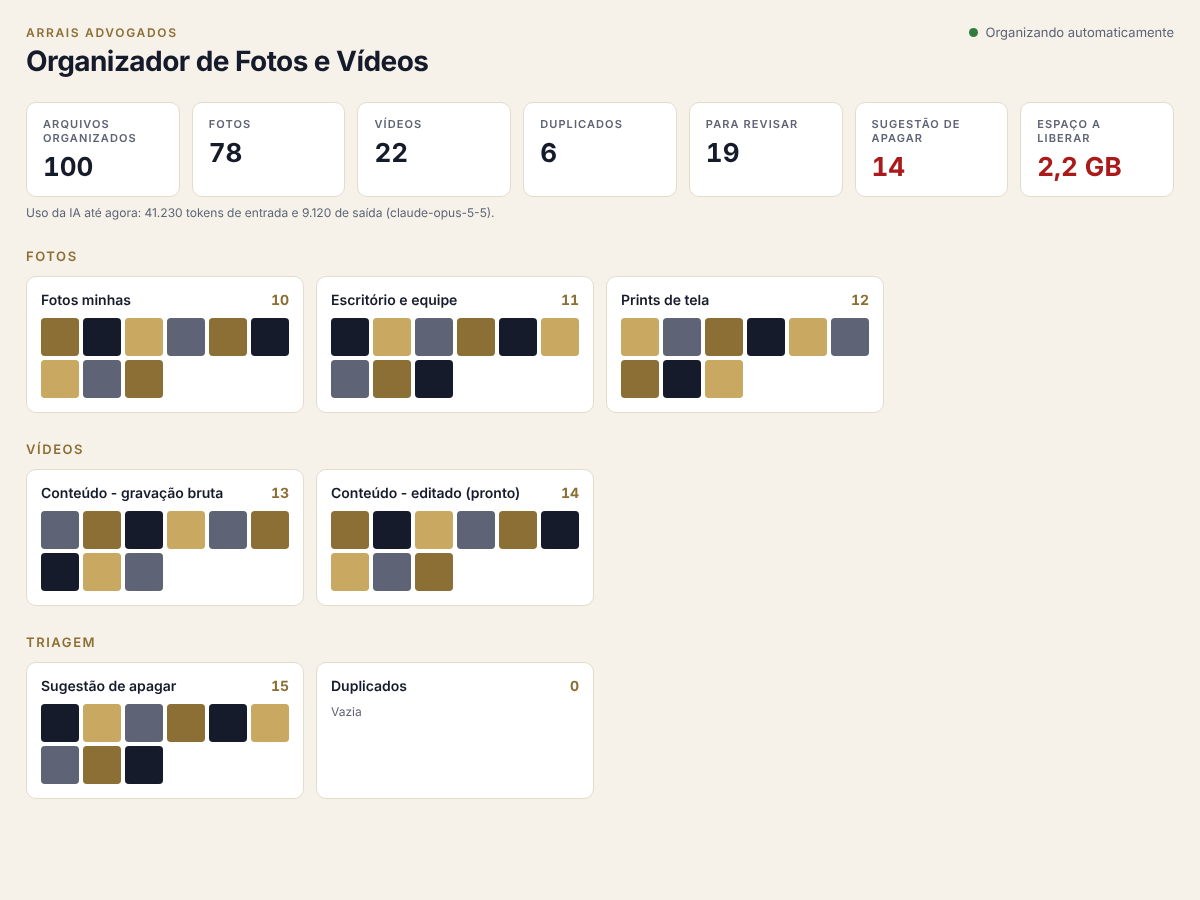 ARRAIS ADVOGADOS
Organizador de Fotos e Vídeos
Organizando automaticamente
ARQUIVOS
ORGANIZADOS
100
FOTOS
78
VÍDEOS
22
DUPLICADOS
6
PARA REVISAR
19
SUGESTÃO DE
APAGAR
14
ESPAÇO A
LIBERAR
2,2 GB
Uso da IA até agora: 41.230 tokens de entrada e 9.120 de saída (claude-opus-5-5).
FOTOS
Fotos minhas 10
Escritório e equipe 11
Prints de tela 12
VÍDEOS
Conteúdo - gravação bruta 13
Conteúdo - editado (pronto) 14
TRIAGEM
Sugestão de apagar 15
Duplicados 0
Vazia